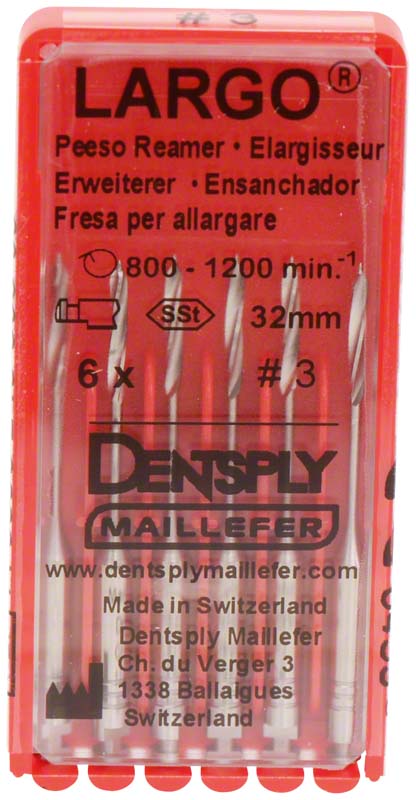 # 3
LARGO®
Peeso Reamer • Elargisseur
Erweiterer • Ensanchador
Fresa per allargare
800 - 1200 min.-1
SSt 32mm
6 x # 3
DENTSPLY
MAILLEFER
www.dentsplymaillefer.com
Made in Switzerland
Dentsply Maillefer
Ch. du Verger 3
1338 Ballaigues
Switzerland